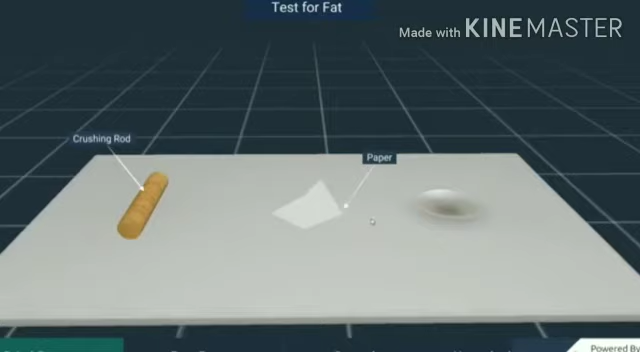 Test for Fat
Made with KINEMASTER
Crushing Rod
Paper
Powered By